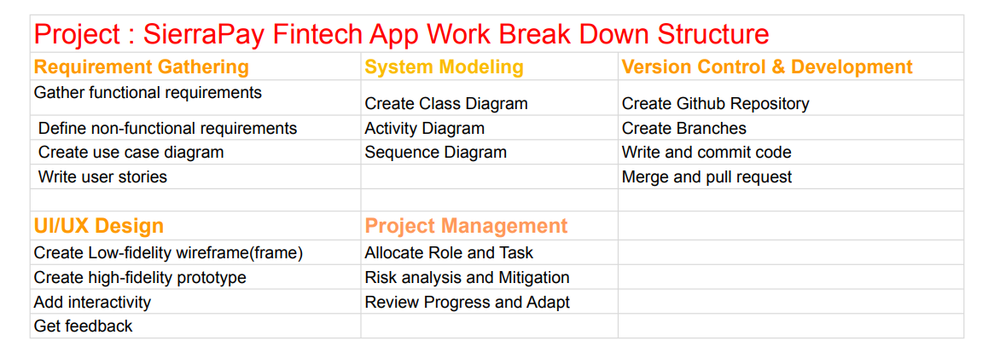 Project : SierraPay Fintech App Work Break Down Structure
Requirement Gathering System Modeling Version Control & Development
Gather functional requirements Create Class Diagram Create Github Repository
Define non-functional requirements Activity Diagram Create Branches
Create use case diagram Sequence Diagram Write and commit code
Write user stories Merge and pull request
UI/UX Design Project Management
Create Low-fidelity wireframe(frame) Allocate Role and Task
Create high-fidelity prototype Risk analysis and Mitigation
Add interactivity Review Progress and Adapt
Get feedback